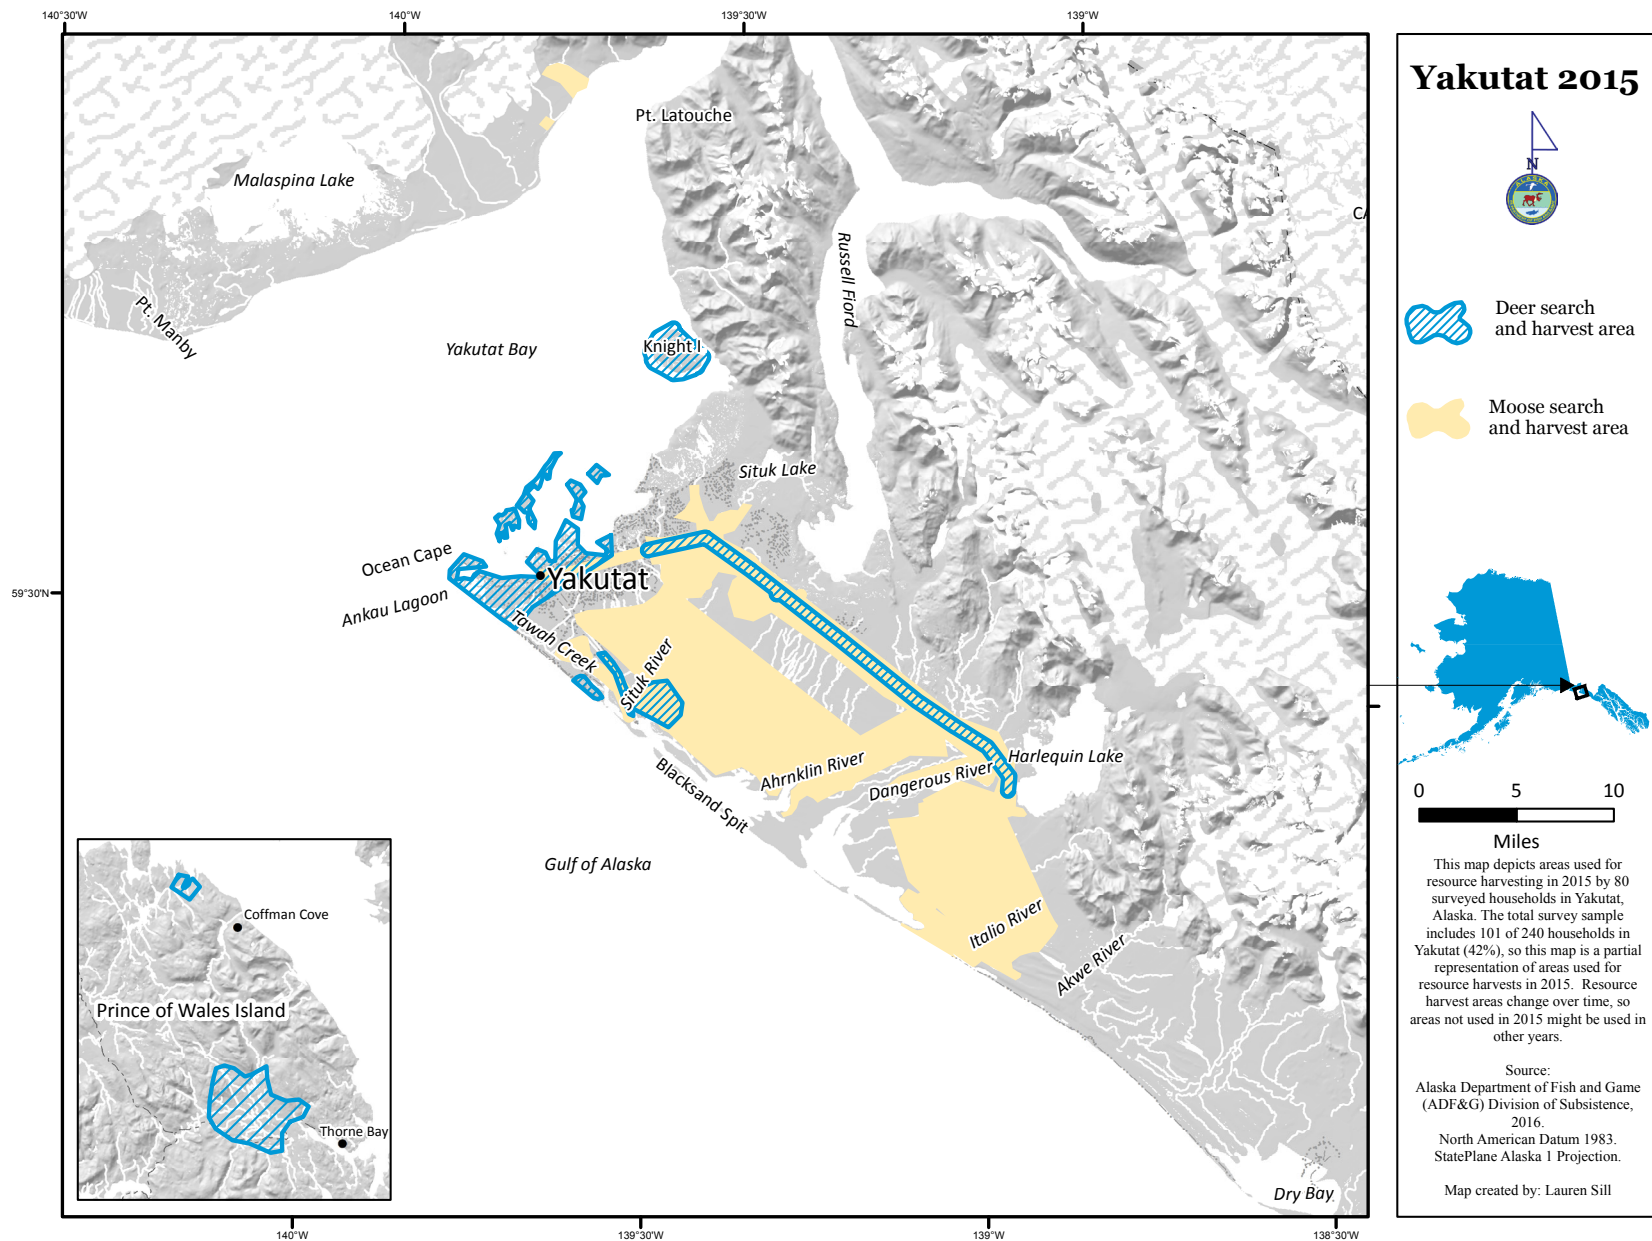 140°30'W
140°W
139°30'W
139°W
Yakutat 2015
N
ALASKA
Pt. Latouche
Malaspina Lake
CA
Russell Fiord
Pt. Manby
Yakutat Bay
Knight I
Deer search
and harvest area
Moose search
and harvest area
Situk Lake
Ocean Cape
Yakutat
59°30'N
Ankau Lagoon
Tawah Creek
Situk River
Harlequin Lake
Ahrnklin River
Dangerous River
Blacksand Spit
Gulf of Alaska
0
5
10
Miles
Italio River
Akwe River
Coffman Cove
Prince of Wales Island
Thorne Bay
Dry Bay
This map depicts areas used for
resource harvesting in 2015 by 80
surveyed households in Yakutat,
Alaska. The total survey sample
includes 101 of 240 households in
Yakutat (42%), so this map is a partial
representation of areas used for
resource harvests in 2015. Resource
harvest areas change over time, so
areas not used in 2015 might be used in
other years.
Source:
Alaska Department of Fish and Game
(ADF&G) Division of Subsistence,
2016.
North American Datum 1983.
StatePlane Alaska 1 Projection.
Map created by: Lauren Sill
140°W
139°30'W
139°W
138°30'W